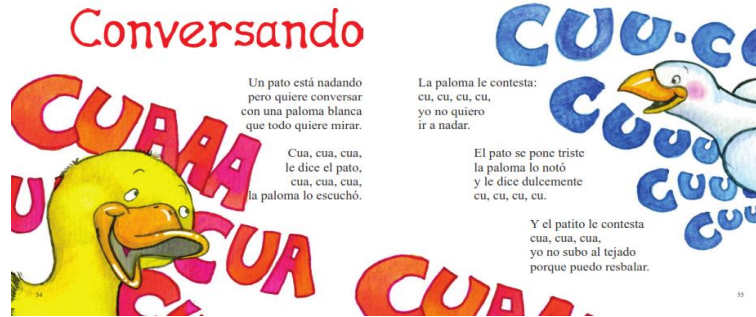 Conversando
CUAAA
CUA
CUA
Un pato está nadando
pero quiere conversar
con una paloma blanca
que todo quiere mirar.
Cua, cua, cua,
le dice el pato,
cua, cua, cua,
la paloma lo escuchó.
34
CUU-C
CUUU
CUUU
CUUU
La paloma le contesta:
cu, cu, cu, cu,
yo no quiero
ir a nadar.
El pato se pone triste
la paloma lo notó
y le dice dulcemente
cu, cu, cu, cu.
Y el patito le contesta
cua, cua, cua,
yo no subo al tejado
porque puedo resbalar.
35